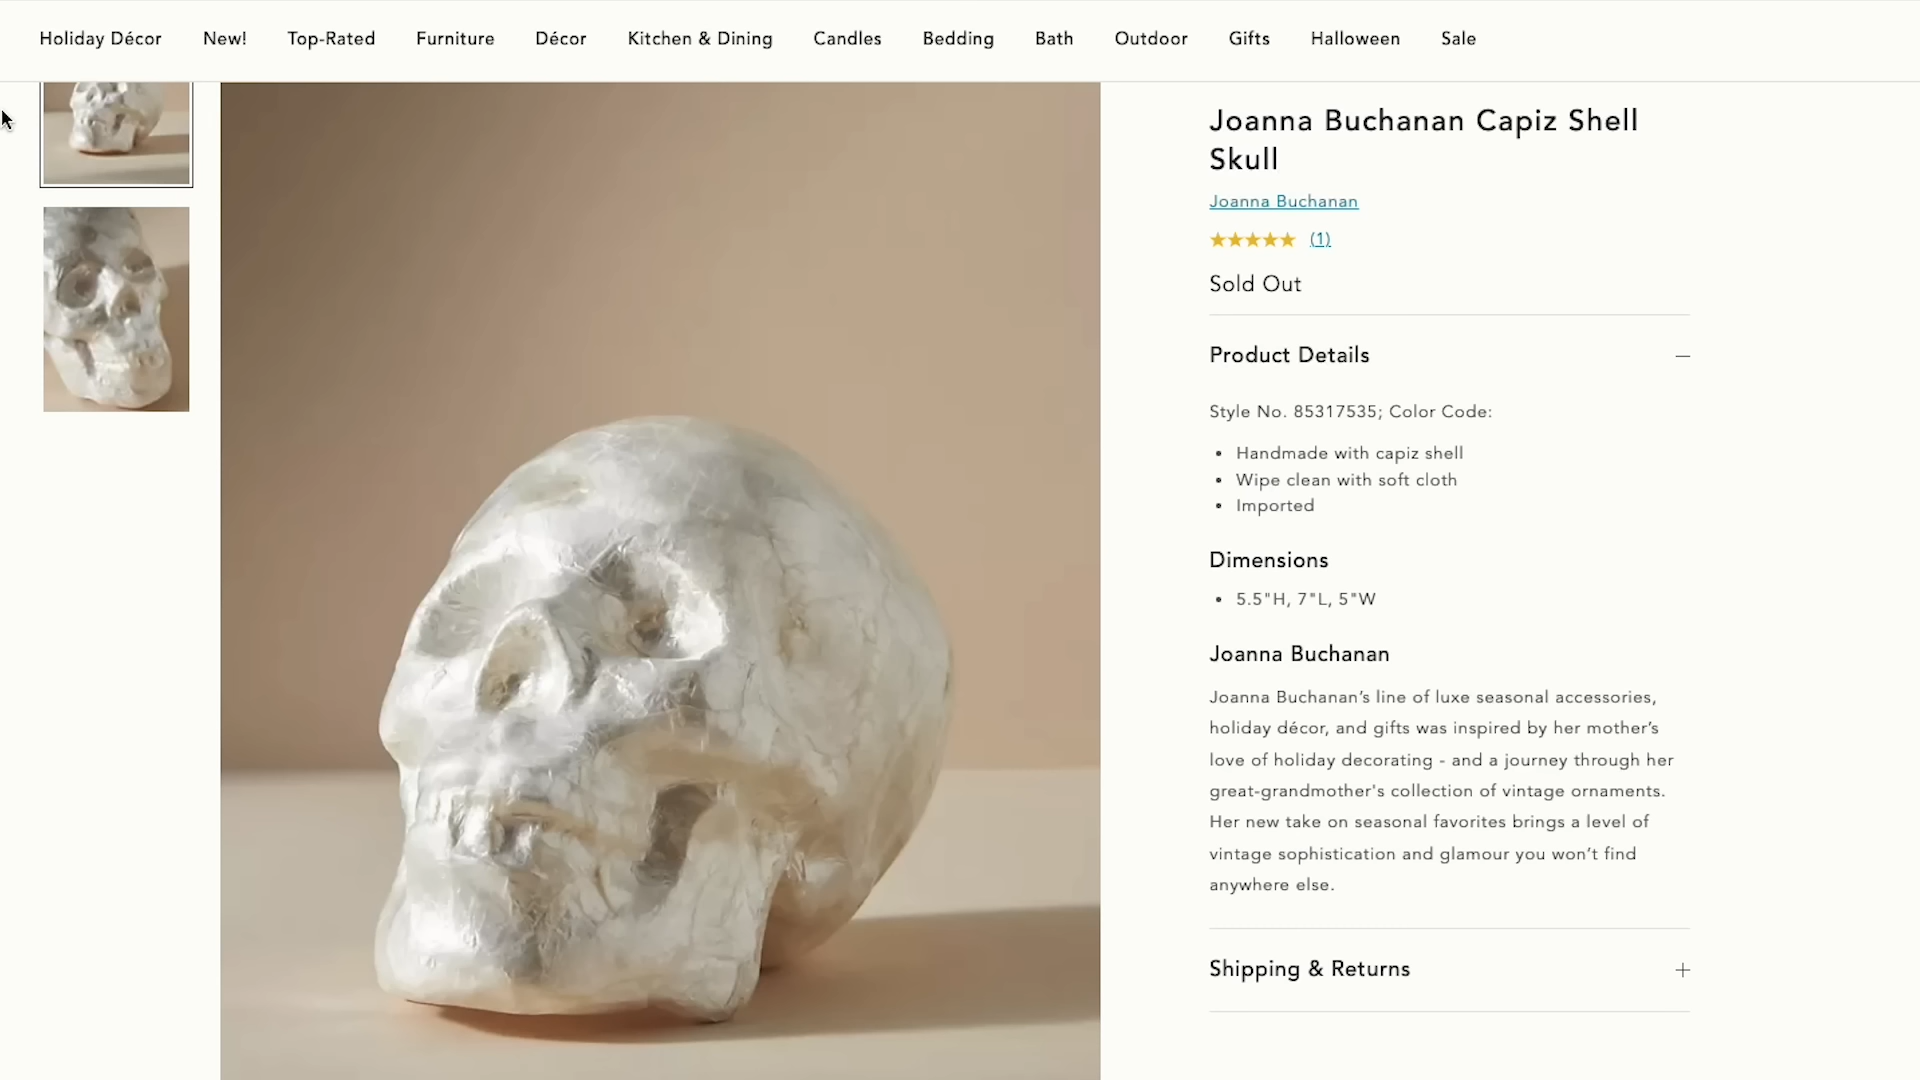 Holiday Décor New! Top-Rated Furniture Décor Kitchen & Dining Candles Bedding Bath Outdoor Gifts Halloween Sale
Joanna Buchanan Capiz Shell
Skull
Joanna Buchanan
★★★★★ (1)
Sold Out
Product Details –
Style No. 85317535; Color Code:
• Handmade with capiz shell
• Wipe clean with soft cloth
• Imported
Dimensions
• 5.5"H, 7"L, 5"W
Joanna Buchanan
Joanna Buchanan’s line of luxe seasonal accessories,
holiday décor, and gifts was inspired by her mother’s
love of holiday decorating - and a journey through her
great-grandmother's collection of vintage ornaments.
Her new take on seasonal favorites brings a level of
vintage sophistication and glamour you won’t find
anywhere else.
Shipping & Returns +